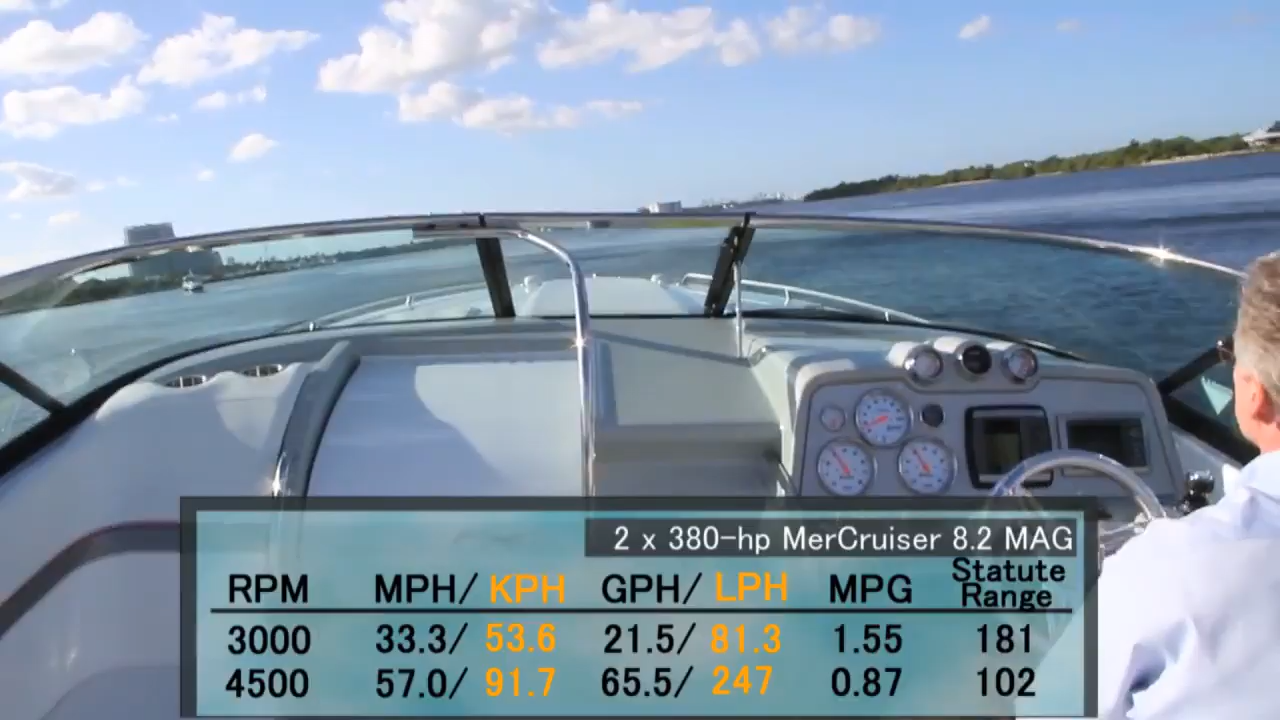 2 x 380-hp MerCruiser 8.2 MAG
RPM MPH/ KPH GPH/ LPH MPG Statute Range
3000 33.3/ 53.6 21.5/ 81.3 1.55 181
4500 57.0/ 91.7 65.5/ 247 0.87 102